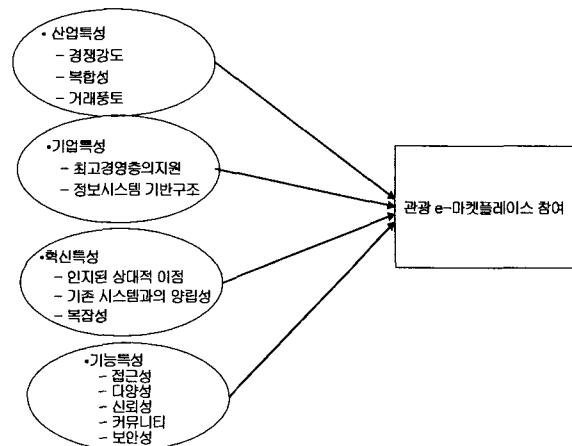 • 산업특성
– 경쟁강도
– 복합성
– 거래풍토
•기업특성
– 최고경영층의지원
– 정보시스템 기반구조
관광 e-마켓플레이스 참여
•혁신특성
– 인지된 상대적 이점
– 기존 시스템과의 양립성
– 복잡성
•기능특성
– 접근성
– 다양성
– 신뢰성
– 커뮤니티
– 보안성